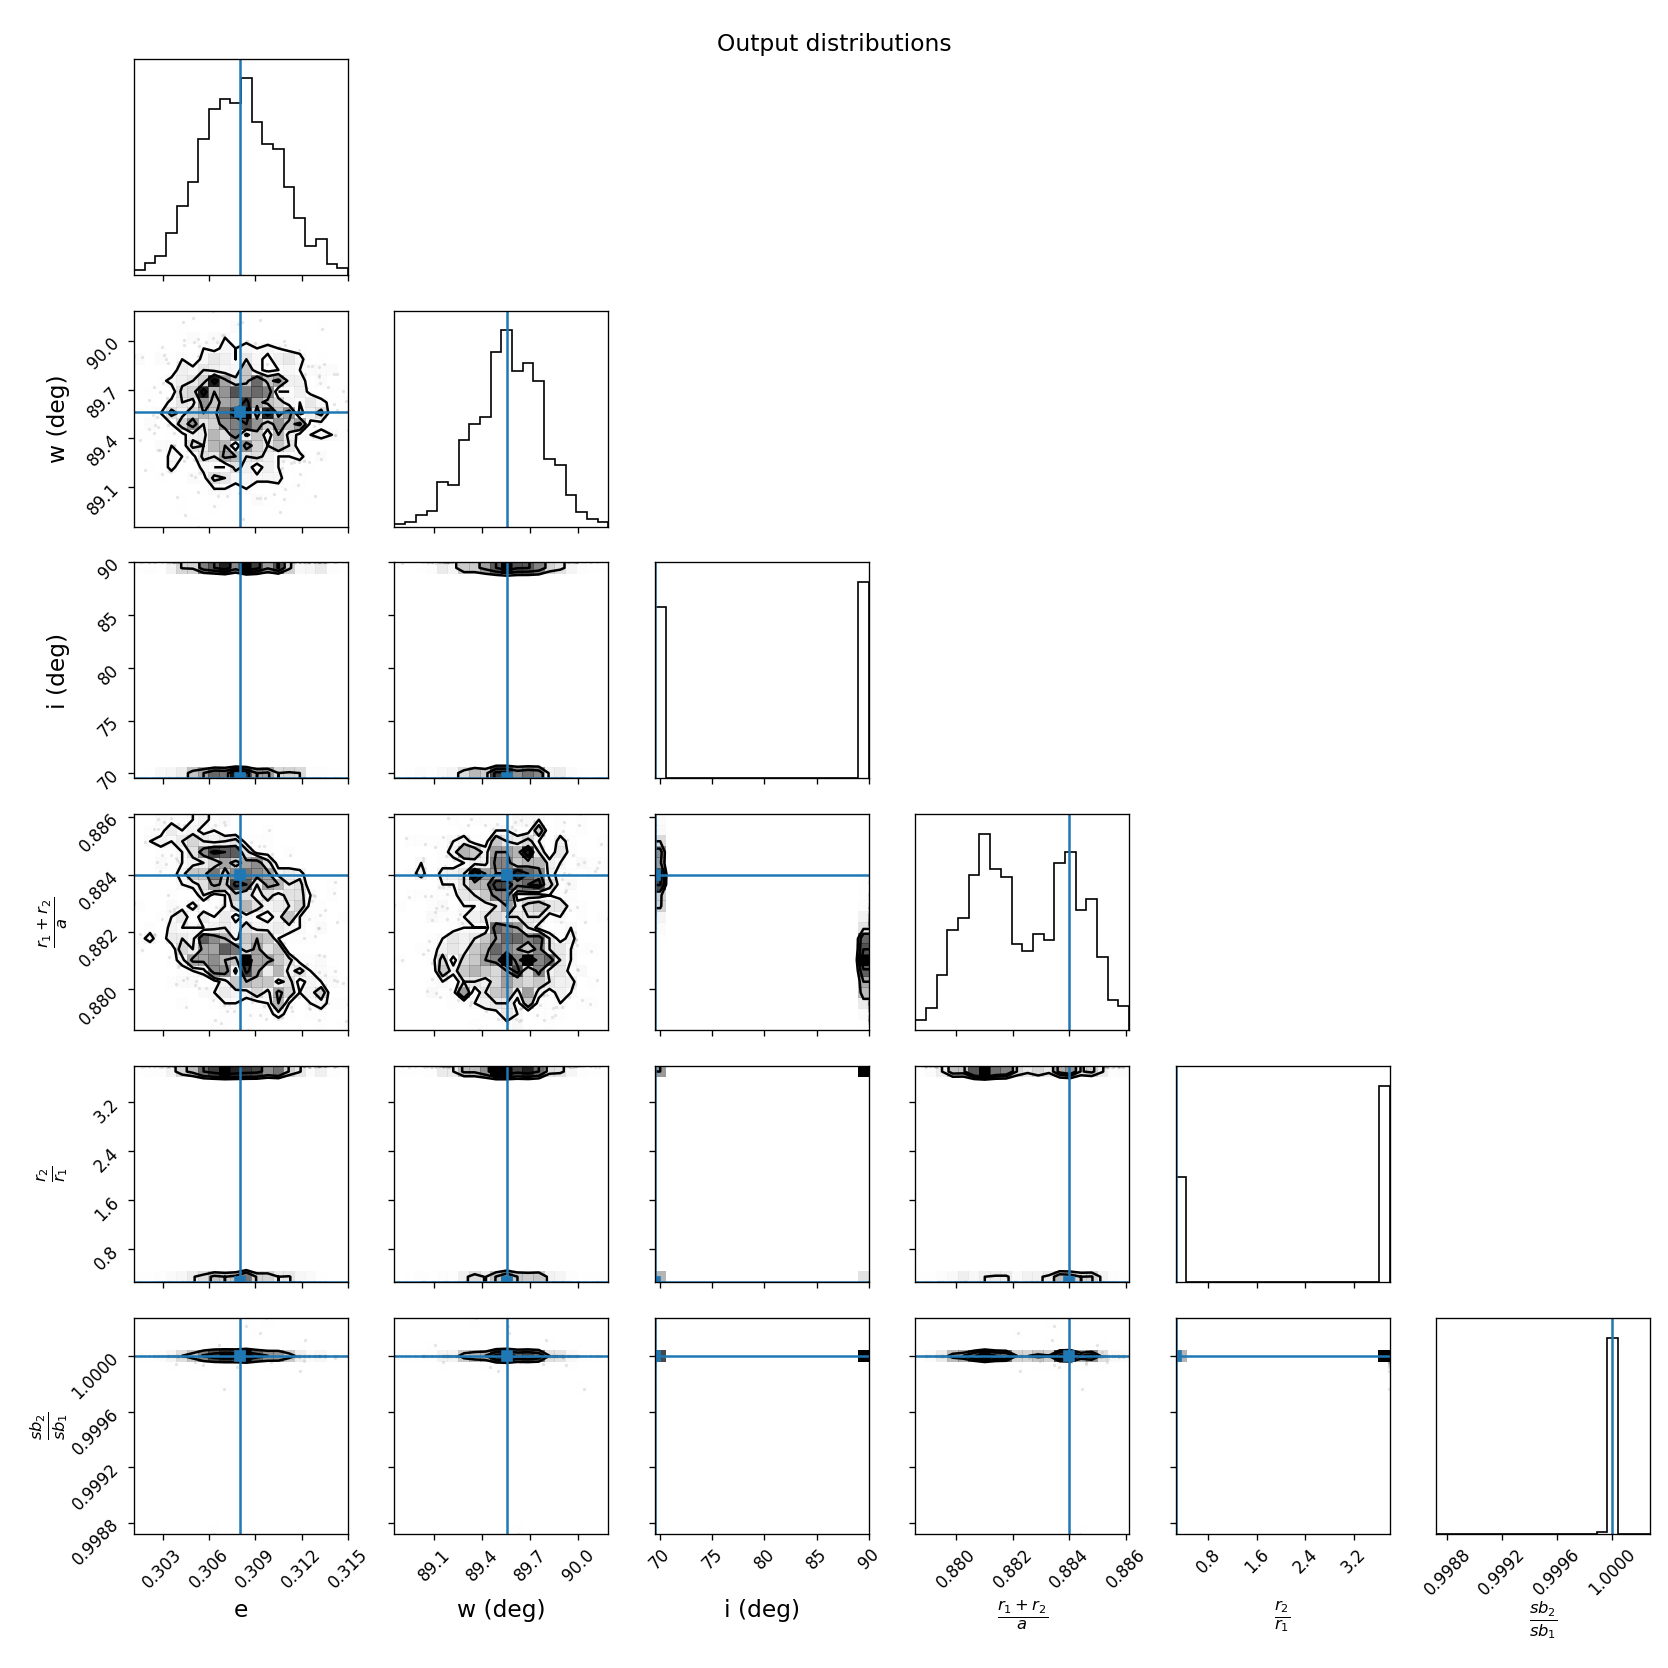 Output distributions
w (deg)
90.0
89.7
89.4
89.1
i (deg)
90
85
80
75
70
r₁ + r₂
a
0.886
0.884
0.882
0.880
r₂
r₁
3.2
2.4
1.6
0.8
sb₂
sb₁
1.0000
0.9996
0.9992
0.9988
0.303 0.306 0.309 0.312 0.315
89.1 89.4 89.7 90.0
70 75 80 85 90
0.880 0.882 0.884 0.886
0.8 1.6 2.4 3.2
0.9988 0.9992 0.9996 1.0000
e
w (deg)
i (deg)
r₁ + r₂
a
r₂
r₁
sb₂
sb₁